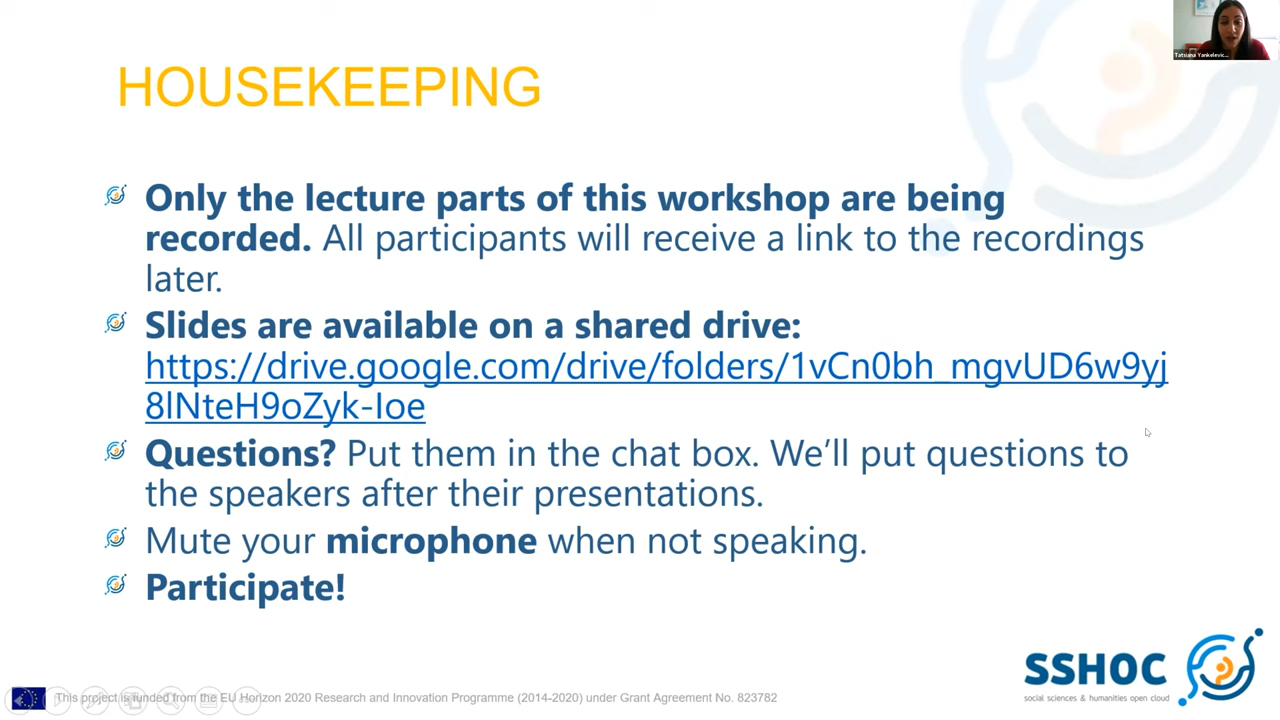 Tatsiana Yankelevic...
HOUSEKEEPING
Only the lecture parts of this workshop are being
recorded. All participants will receive a link to the recordings
later.
Slides are available on a shared drive:
https://drive.google.com/drive/folders/1vCn0bh_mgvUD6w9yj
8lNteH9oZyk-Ioe
Questions? Put them in the chat box. We’ll put questions to
the speakers after their presentations.
Mute your microphone when not speaking.
Participate!
SSHOC
social sciences & humanities open cloud
This project is funded from the EU Horizon 2020 Research and Innovation Programme (2014-2020) under Grant Agreement No. 823782